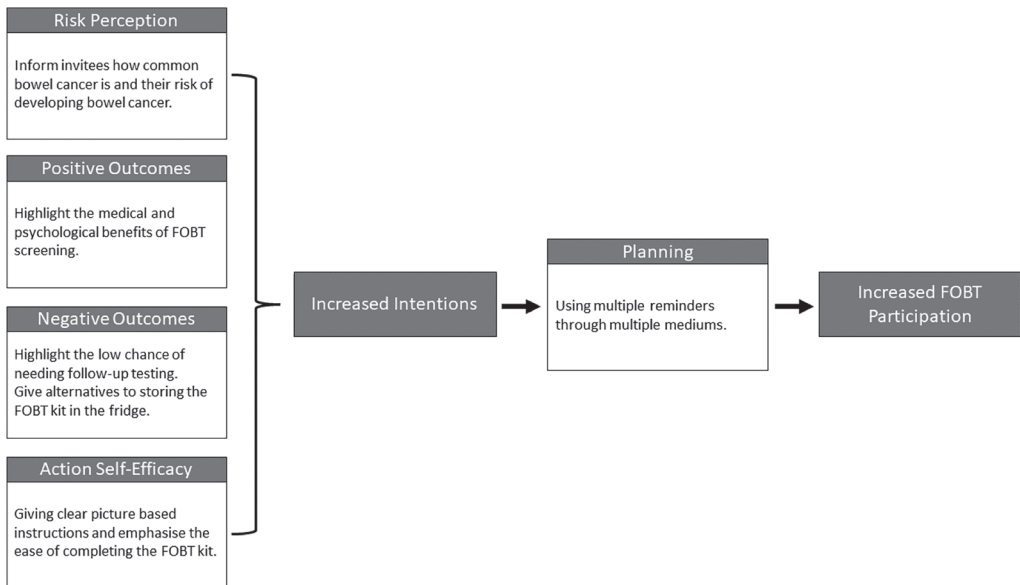 Risk Perception
Inform invitees how common
bowel cancer is and their risk of
developing bowel cancer.
Positive Outcomes
Highlight the medical and
psychological benefits of FOBT
screening.
Negative Outcomes
Highlight the low chance of
needing follow-up testing.
Give alternatives to storing the
FOBT kit in the fridge.
Action Self-Efficacy
Giving clear picture based
instructions and emphasise the
ease of completing the FOBT kit.
Increased Intentions
Planning
Using multiple reminders
through multiple mediums.
Increased FOBT
Participation